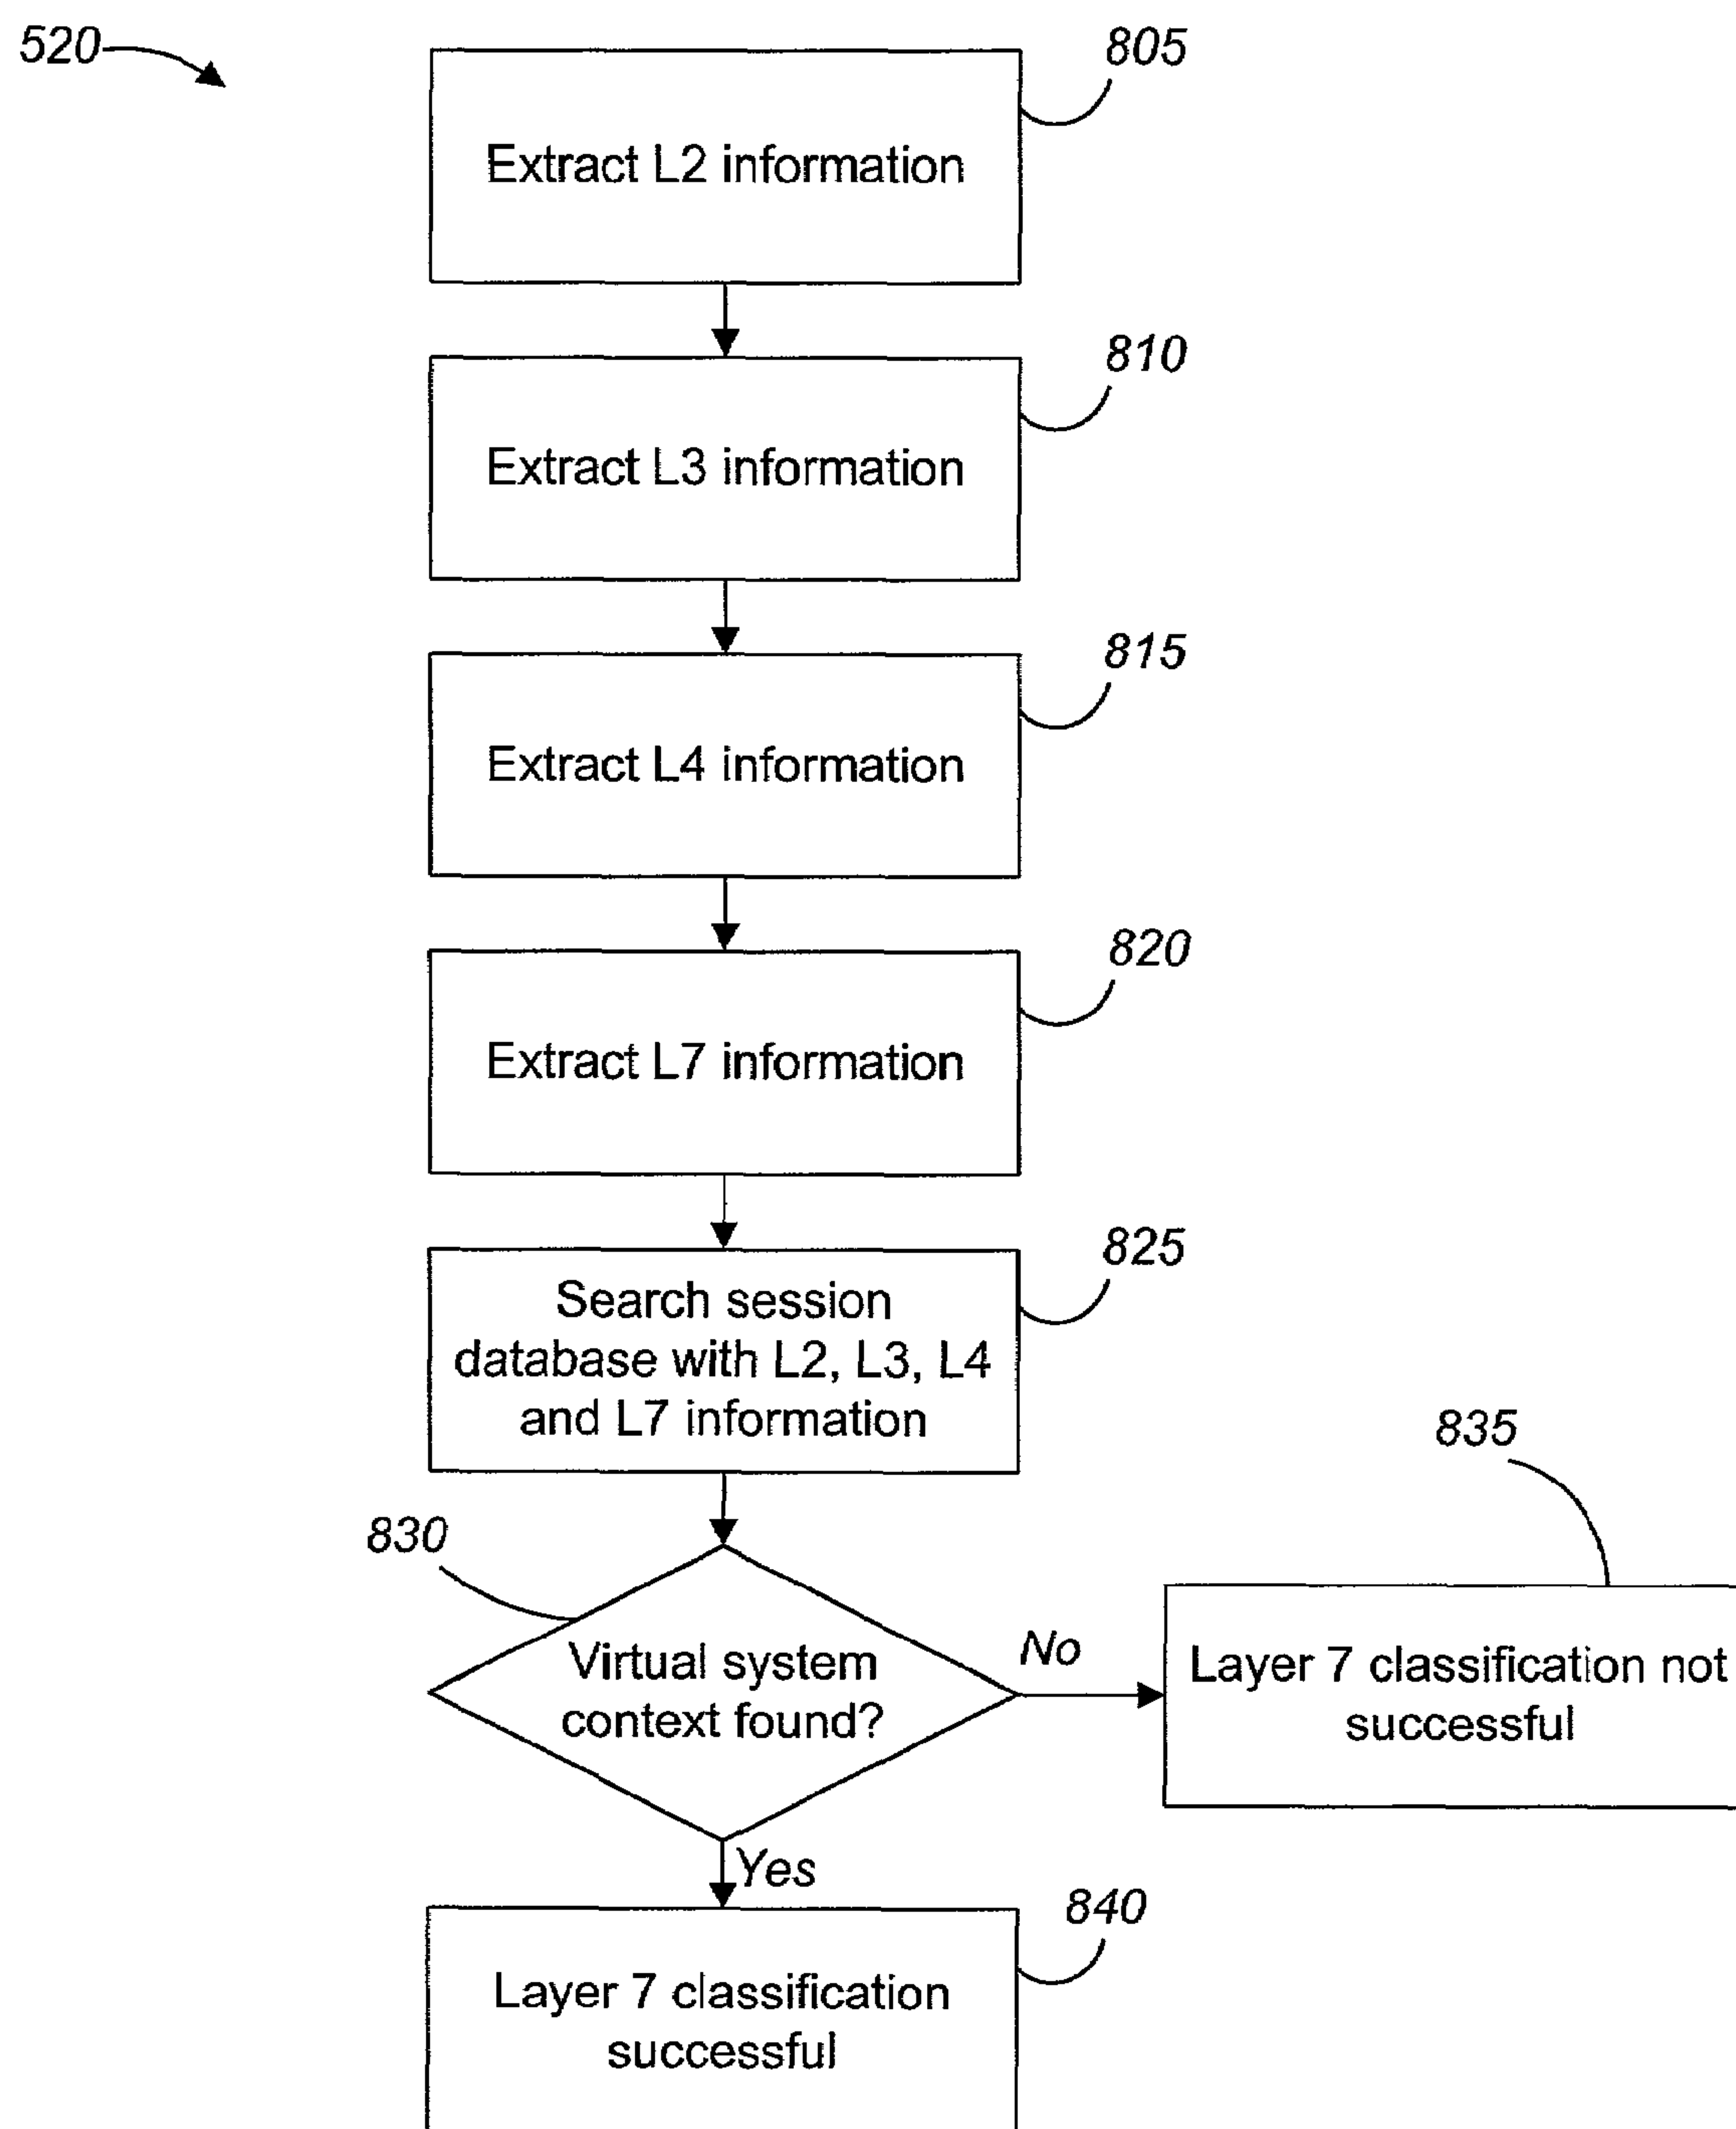 520
805
Extract L2 information
810
Extract L3 information
815
Extract L4 information
820
Extract L7 information
825
Search session
database with L2, L3, L4
and L7 information
830
Virtual system
context found?
No
835
Layer 7 classification not
successful
Yes
840
Layer 7 classification
successful